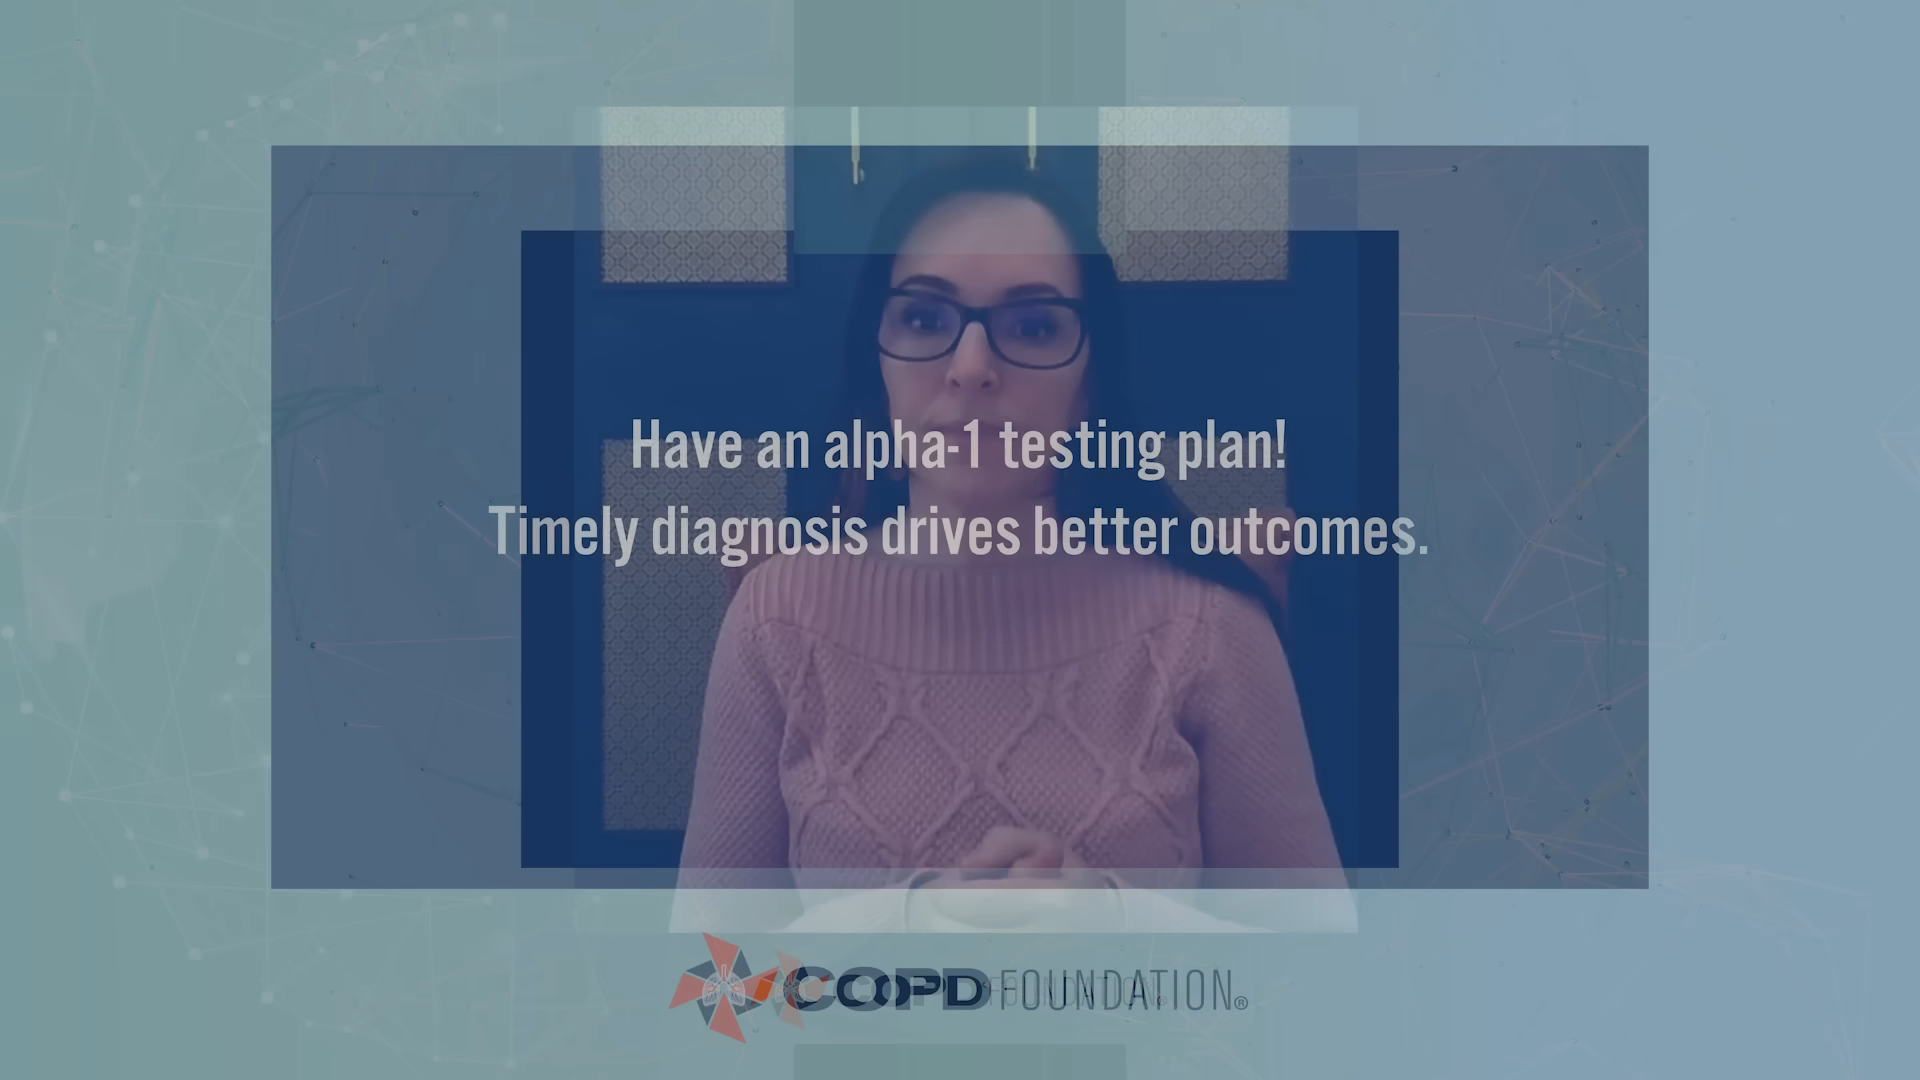 Have an alpha-1 testing plan!
Timely diagnosis drives better outcomes.
COPD FOUNDATION®